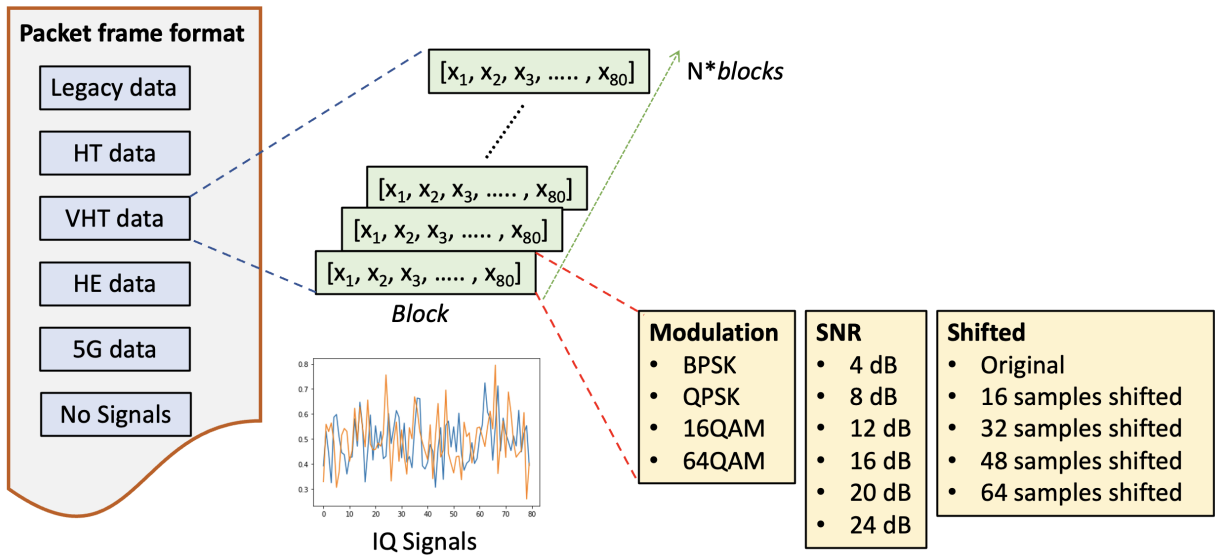 Packet frame format
Legacy data
HT data
VHT data
HE data
5G data
No Signals
[x1, x2, x3, ..... , x80]
N*blocks
[x1, x2, x3, ..... , x80]
[x1, x2, x3, ..... , x80]
[x1, x2, x3, ..... , x80]
Block
0.8
0.7
0.6
0.5
0.4
0.3
0 10 20 30 40 50 60 70 80
IQ Signals
Modulation
• BPSK
• QPSK
• 16QAM
• 64QAM
SNR
• 4 dB
• 8 dB
• 12 dB
• 16 dB
• 20 dB
• 24 dB
Shifted
• Original
• 16 samples shifted
• 32 samples shifted
• 48 samples shifted
• 64 samples shifted